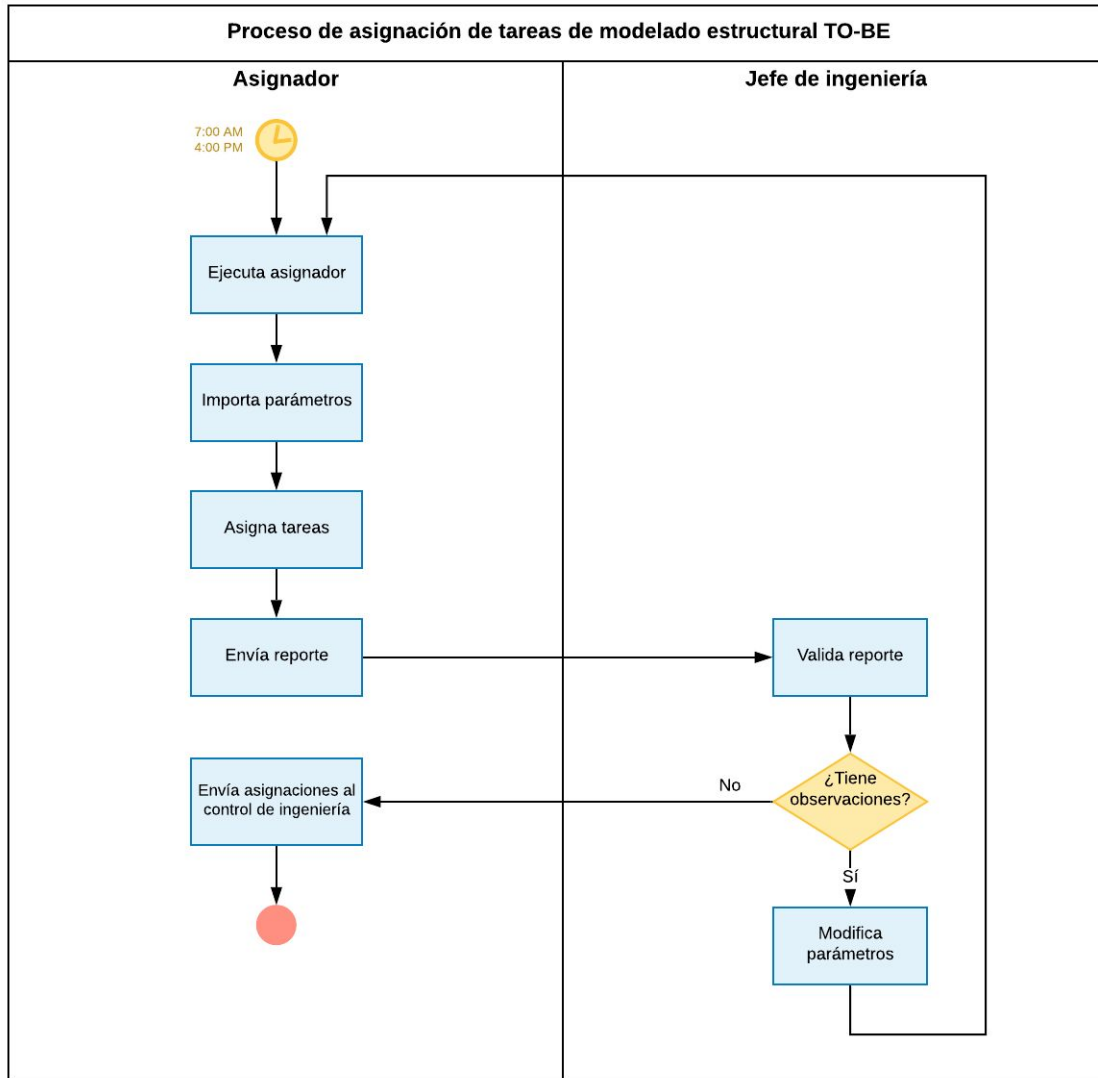 Proceso de asignación de tareas de modelado estructural TO-BE
Asignador
Jefe de ingeniería
7:00 AM
4:00 PM
Ejecuta asignador
Importa parámetros
Asigna tareas
Envía reporte
Valida reporte
¿Tiene
observaciones?
No
Envía asignaciones al
control de ingeniería
Sí
Modifica
parámetros